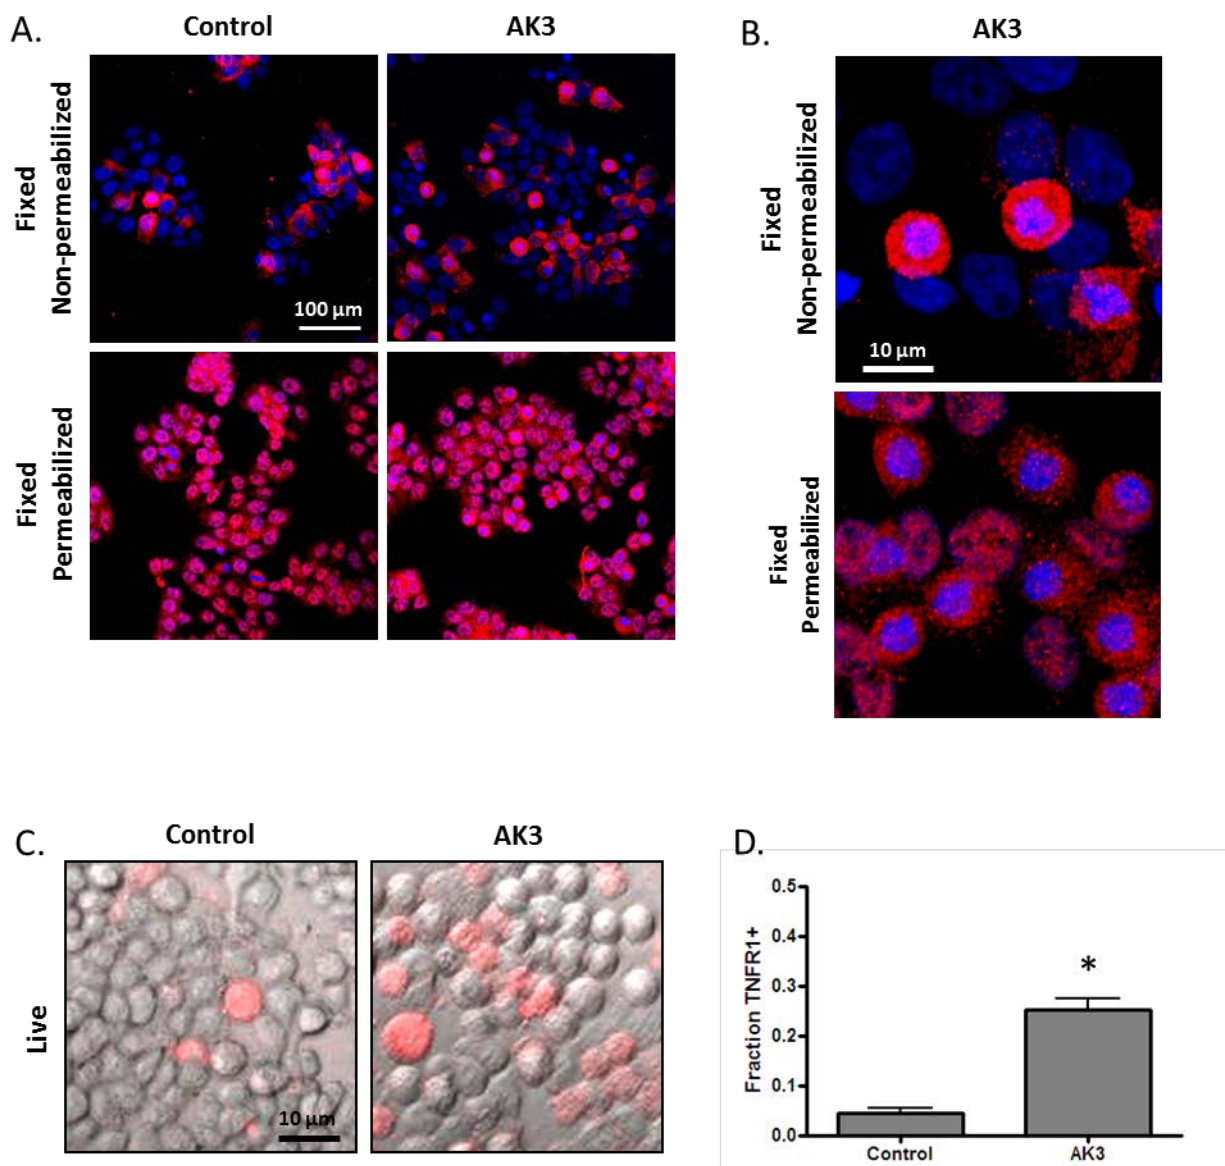 A.
Control
AK3
Fixed
Non-permeabilized
100 µm
Fixed
Permeabilized
B.
AK3
Fixed
Non-permeabilized
10 µm
Fixed
Permeabilized
C.
Control
AK3
Live
10 µm
D.
Fraction TNFR1+
0.5
0.4
0.3
0.2
0.1
0.0
*
Control
AK3